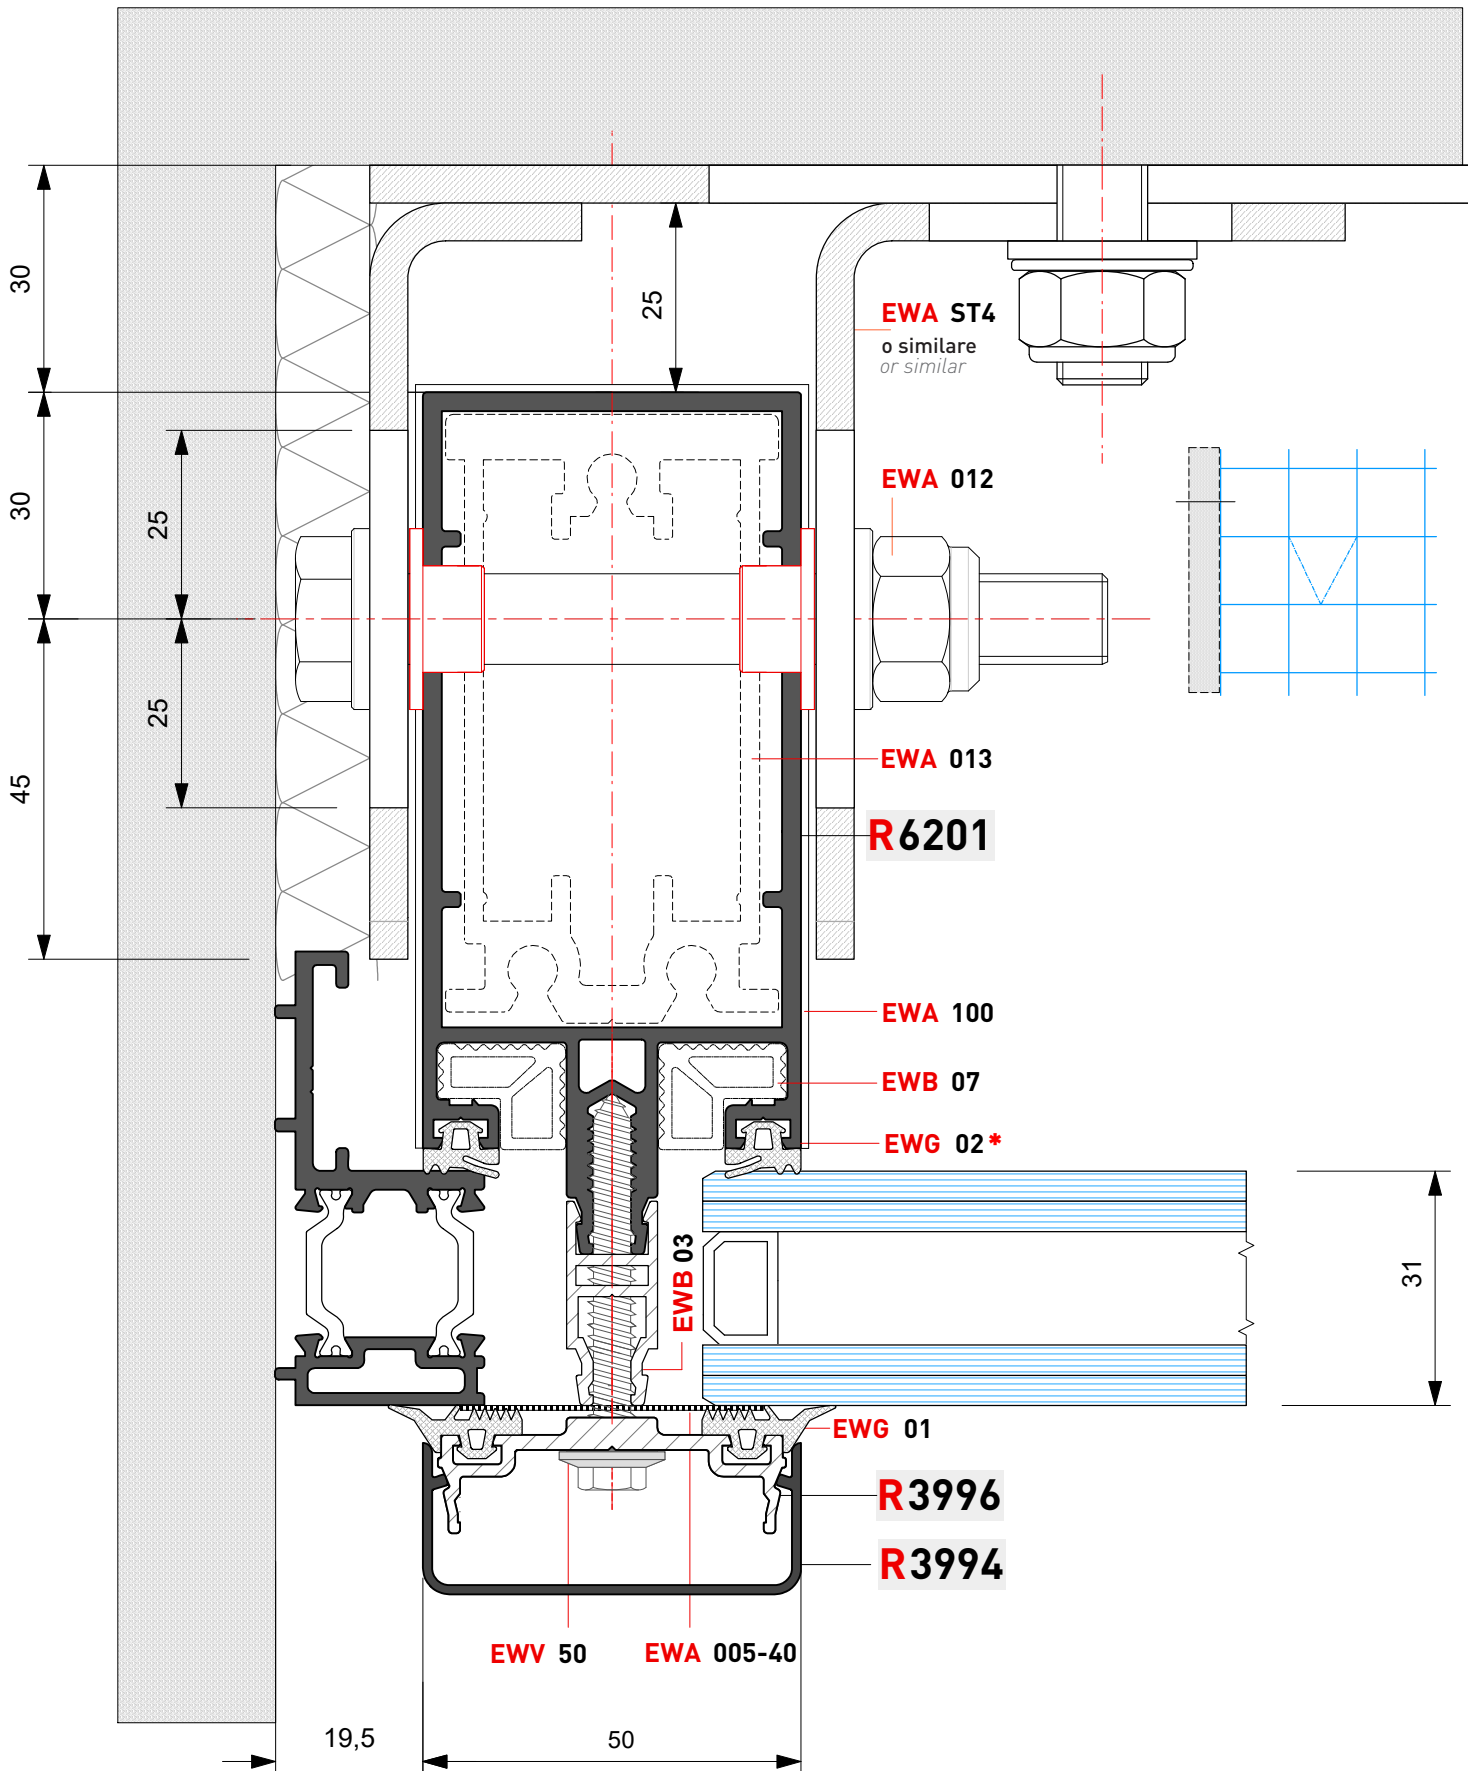 30
25
EWA ST4
o similare
or similar
30
25
EWA 012
25
45
EWA 013
R6201
EWA 100
EWB 07
EWG 02*
EWB 03
31
EWG 01
R3996
R3994
EWV 50
EWA 005-40
19,5
50